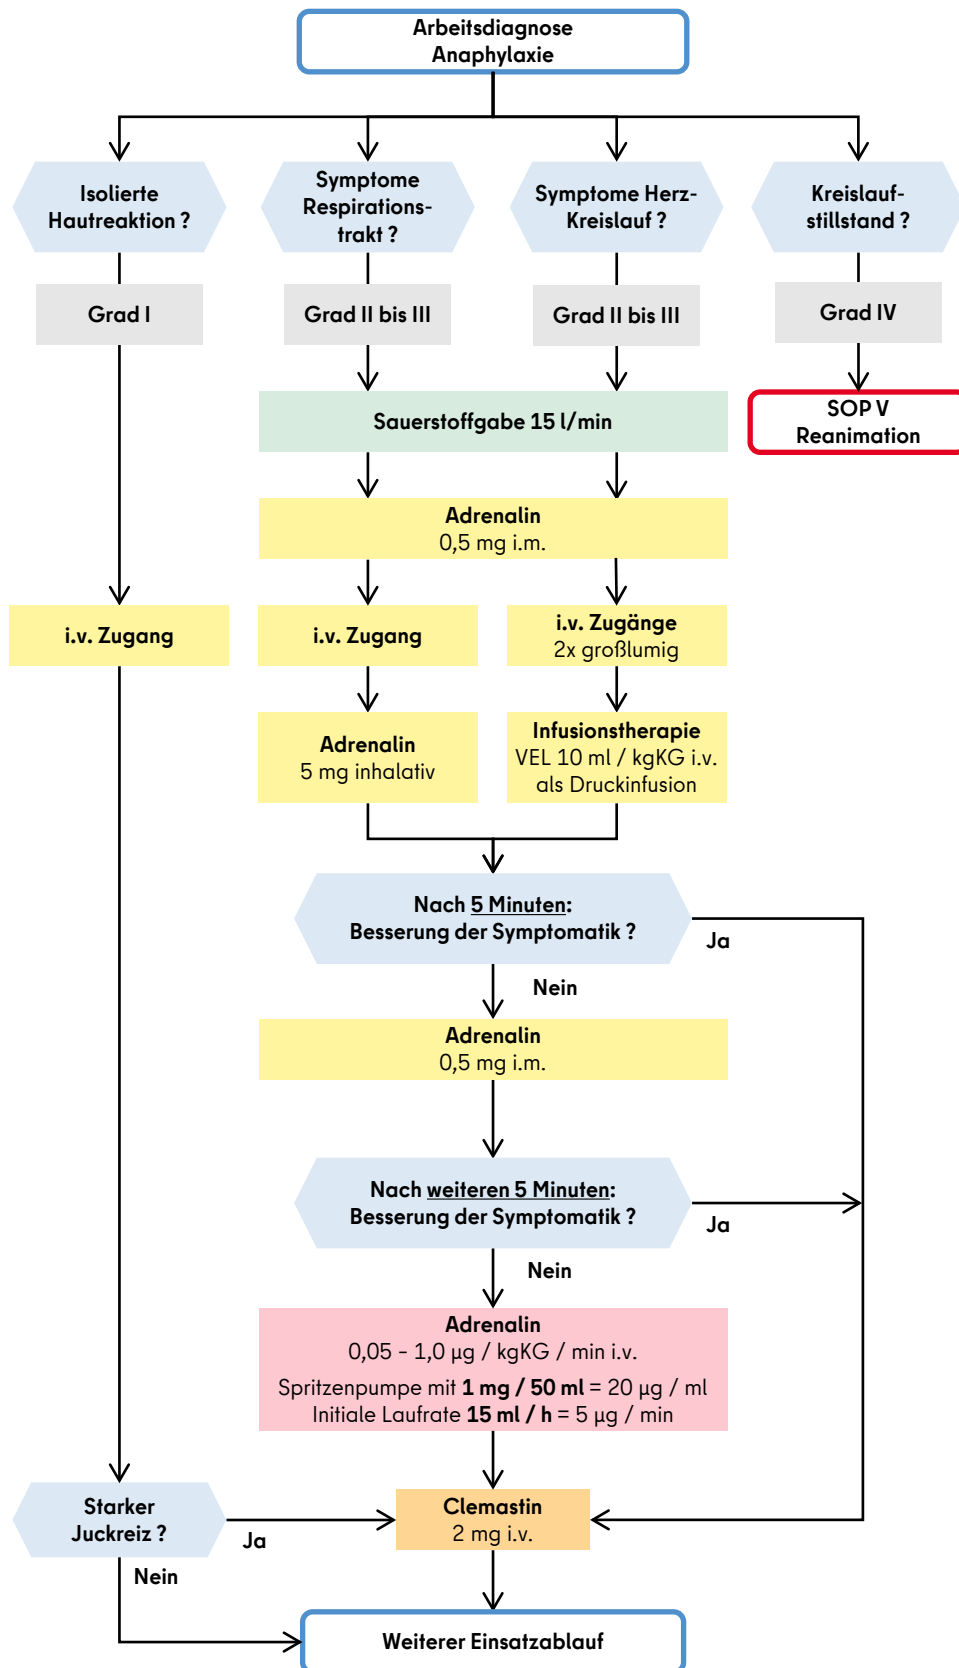 Arbeitsdiagnose
Anaphylaxie
Isolierte
Hautreaktion ?
Symptome
Respirations-
trakt ?
Symptome Herz-
Kreislauf ?
Kreislauf-
stillstand ?
Grad I
Grad II bis III
Grad II bis III
Grad IV
Sauerstoffgabe 15 l/min
SOP V
Reanimation
Adrenalin
0,5 mg i.m.
i.v. Zugang
i.v. Zugang
i.v. Zugänge
2x großlumig
Adrenalin
5 mg inhalativ
Infusionstherapie
VEL 10 ml / kgKG i.v.
als Druckinfusion
Nach 5 Minuten:
Besserung der Symptomatik ?
Ja
Nein
Adrenalin
0,5 mg i.m.
Nach weiteren 5 Minuten:
Besserung der Symptomatik ?
Ja
Nein
Adrenalin
0,05 - 1,0 µg / kgKG / min i.v.
Spritzenpumpe mit 1 mg / 50 ml = 20 µg / ml
Initiale Laufrate 15 ml / h = 5 µg / min
Starker
Juckreiz ?
Ja
Nein
Clemastin
2 mg i.v.
Weiterer Einsatzablauf